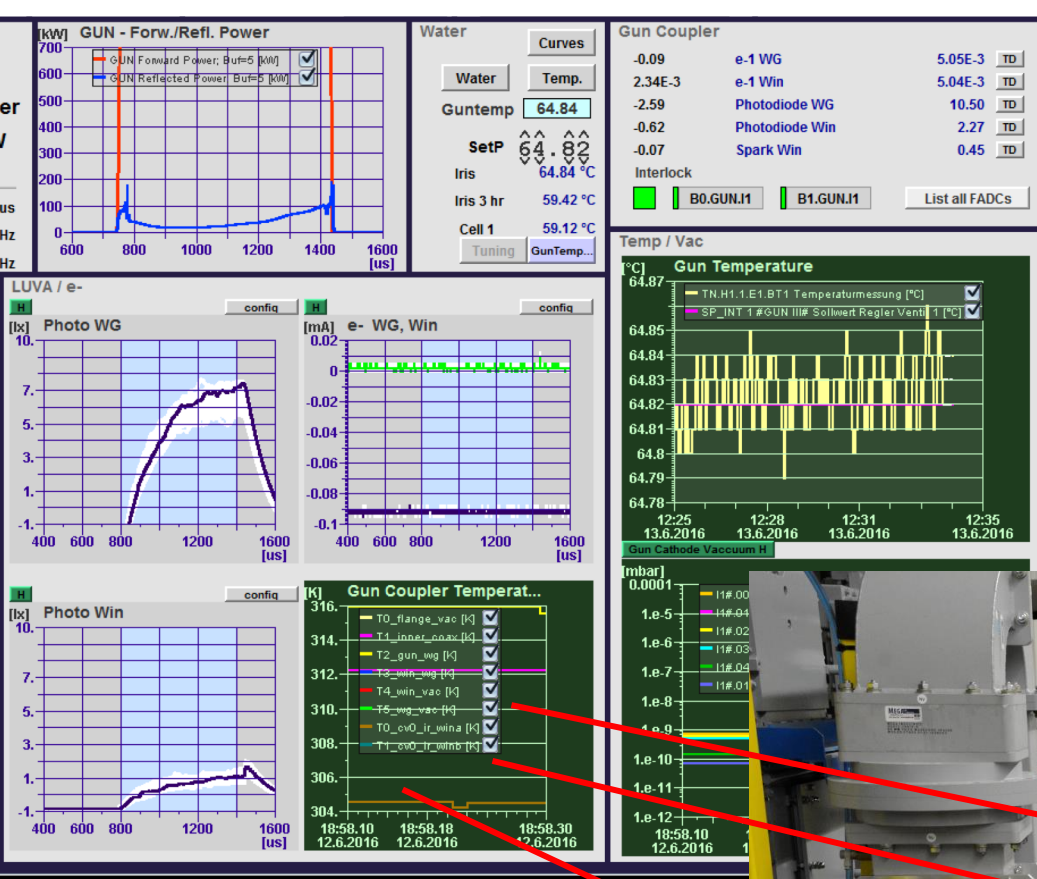 er
us
Hz
Hz
[kW] GUN - Forw./Refl. Power
700
600
500
400
300
200
100
0
GUN Forward Power; Buf=5 [kW]
GUN Reflected Power; Buf=5 [kW]
600 800 1000 1200 1400 1600
[us]
Water
Curves
Water Temp.
Guntemp 64.84
SetP 64.82
Iris 64.84 °C
Iris 3 hr 59.42 °C
Cell 1 59.12 °C
Tuning GunTemp...
Gun Coupler
-0.09 e-1 WG 5.05E-3 TD
2.34E-3 e-1 Win 5.04E-3 TD
-2.59 Photodiode WG 10.50 TD
-0.62 Photodiode Win 2.27 TD
-0.07 Spark Win 0.45 TD
Interlock
B0.GUN.I1 B1.GUN.I1 List all FADCs
LUVA / e-
H config
[lx] Photo WG
10.
7.
5.
3.
1.
-1.
400 600 800 1200 1600
[us]
H config
[mA] e- WG, Win
0.02
0
-0.02
-0.04
-0.06
-0.08
-0.1
400 600 800 1200 1600
[us]
Temp / Vac
[°C] Gun Temperature
64.87
64.85
64.84
64.83
64.82
64.81
64.8
64.79
64.78
TN.H1.1.E1.BT1 Temperaturmessung [°C]
SP_INT 1 #GUN III# Sollwert Regler Ventil 1 [°C]
12:25 12:28 12:31 12:35
13.6.2016 13.6.2016 13.6.2016 13.6.2016
H config
[lx] Photo Win
10.
7.
5.
3.
1.
-1.
400 600 800 1200 1600
[us]
[K] Gun Coupler Temperat...
316.
314.
312.
310.
308.
306.
304.
T0_flange_vac [K]
T1_inner_coax [K]
T2_gun_wg [K]
T3_win_wg [K]
T4_win_vac [K]
T5_wg_vac [K]
T0_cv0_ir_wina [K]
T1_cv0_ir_winb [K]
18:58.10 18:58.18 18:58.30
12.6.2016 12.6.2016 12.6.2016
Gun Cathode Vaccuum H
[mbar]
0.0001
1.e-5
1.e-6
1.e-7
1.e-8
1.e-9
1.e-10
1.e-11
1.e-12
I1#.00
I1#.04
I1#.02
I1#.03
I1#.04
I1#.01
18:58.10
12.6.2016